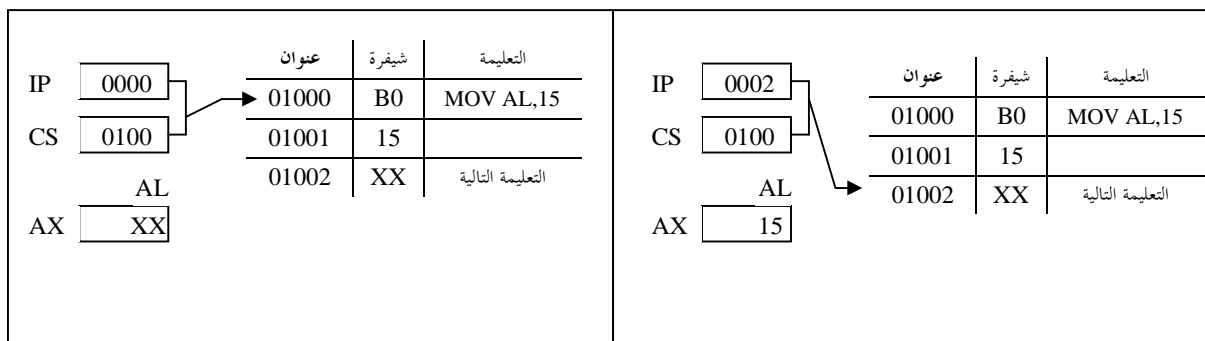 عنوان شيفرة التعليمة
IP 0000 01000 B0 MOV AL,15
CS 0100 01001 15
01002 XX التعليمة التالية
AL
AX XX
عنوان شيفرة التعليمة
IP 0002 01000 B0 MOV AL,15
CS 0100 01001 15
01002 XX التعليمة التالية
AL
AX 15